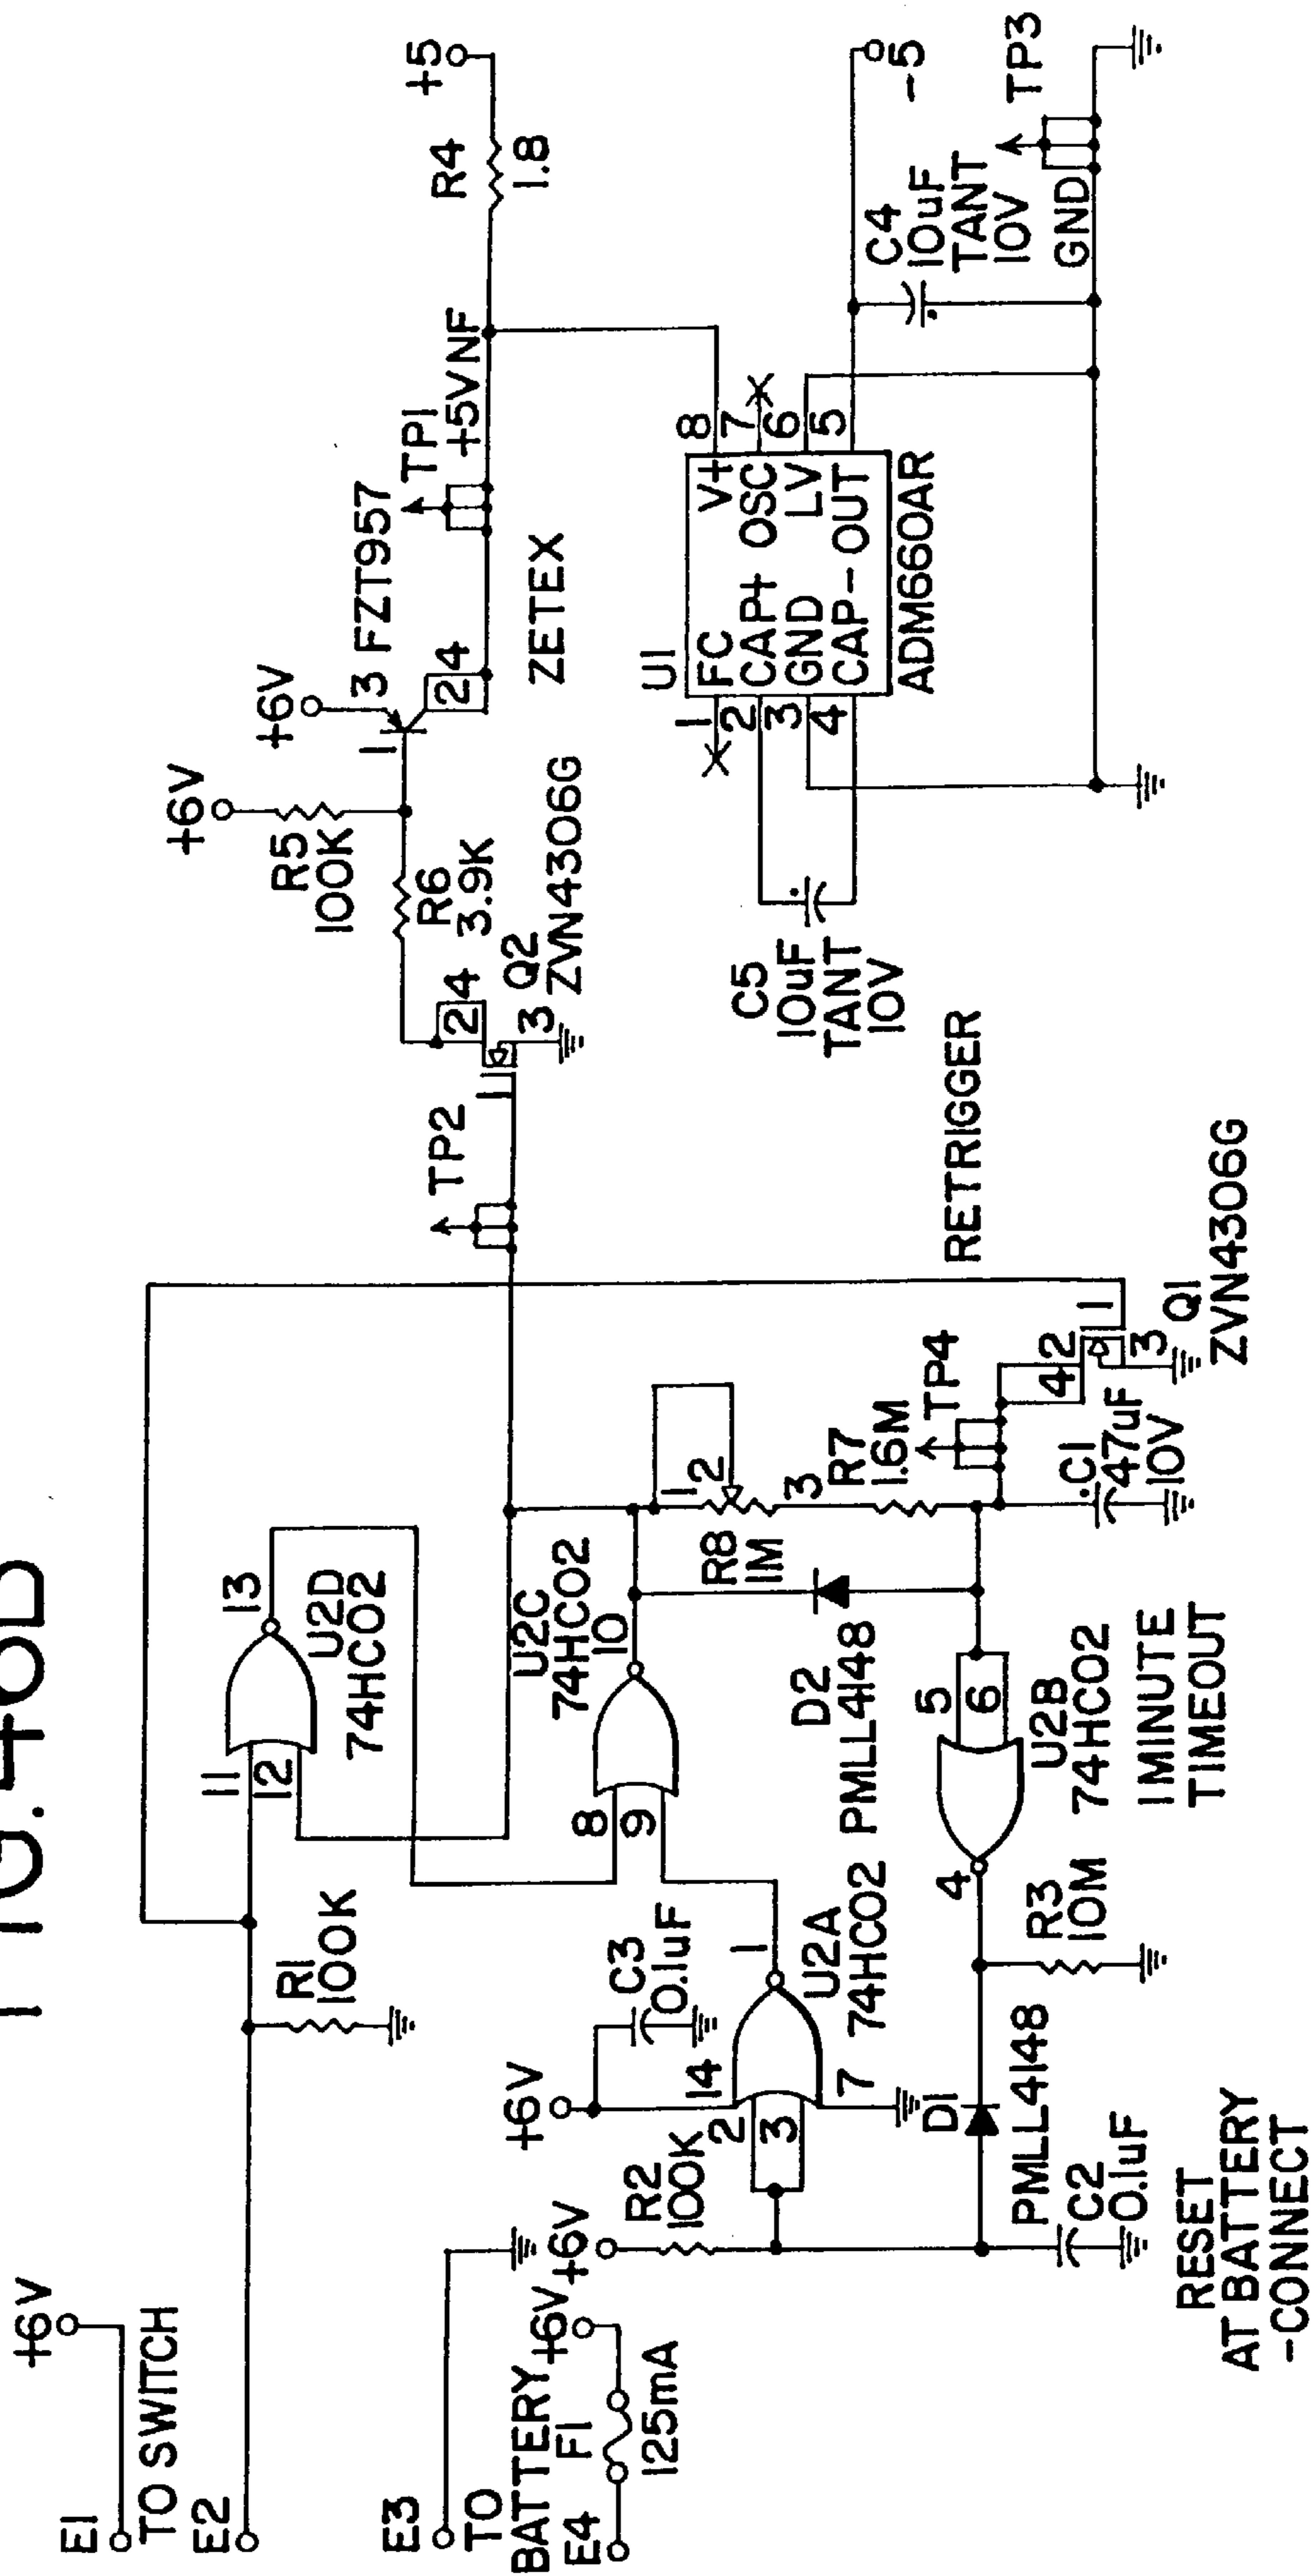 FIG. 46B
+6V
E1
TO SWITCH
E2
R1
100K
11
12
13
U2D
74HC02
E3
TO
BATTERY
E4
F1
125mA
+6V
+6V
R2
100K
+6V
C3
0.1uF
14
2
3
7
1
U2A
74HC02
8
9
10
U2C
74HC02
D1
PMLL4148
C2
0.1uF
RESET
AT BATTERY
-CONNECT
R3
10M
4
5
6
U2B
74HC02
1 MINUTE
TIMEOUT
D2
PMLL4148
R8
1M
1
2
3
R7
1.6M
TP4
.C1
47uF
10V
4
2
1
3
Q1
ZVN4306G
RETRIGGER
TP2
1
2
4
3
Q2
ZVN4306G
R6
3.9K
R5
100K
+6V
+6V
1
3
2
4
FZT957
ZETEX
TP1
+5VNF
R4
1.8
+5
C5
10uF
TANT
10V
U1
1
2
3
4
FC
CAP+
GND
CAP-
V+
OSC
LV
OUT
8
7
6
5
ADM660AR
-5
C4
10uF
TANT
10V
GND
TP3